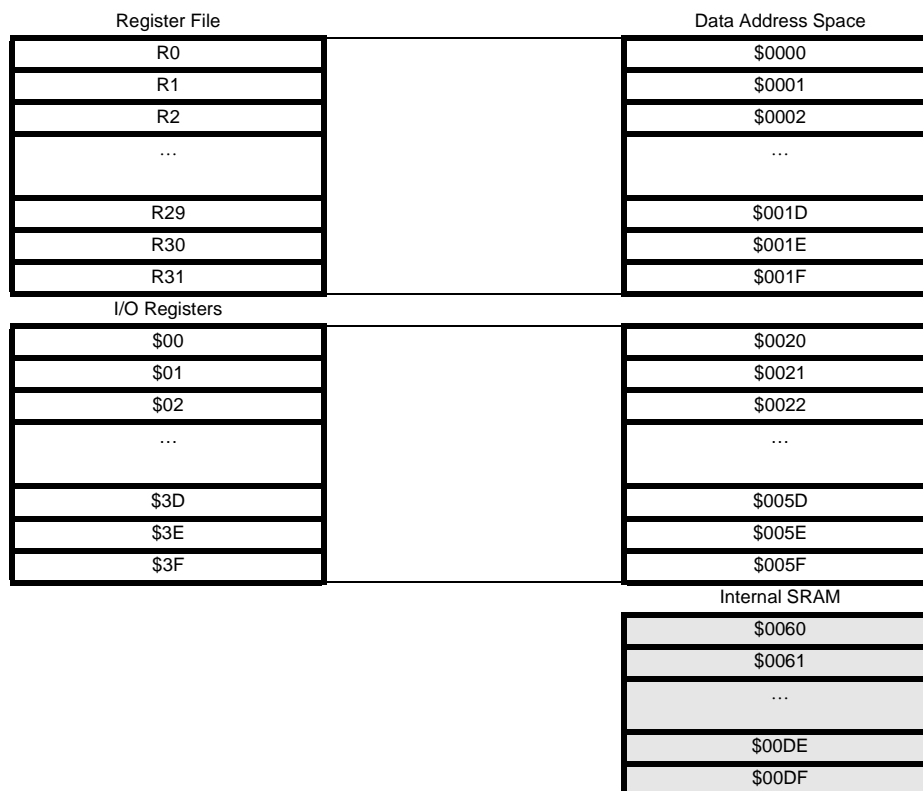 Register File Data Address Space
R0 $0000
R1 $0001
R2 $0002
... ...
R29 $001D
R30 $001E
R31 $001F
I/O Registers
$00 $0020
$01 $0021
$02 $0022
... ...
$3D $005D
$3E $005E
$3F $005F
Internal SRAM
$0060
$0061
...
$00DE
$00DF